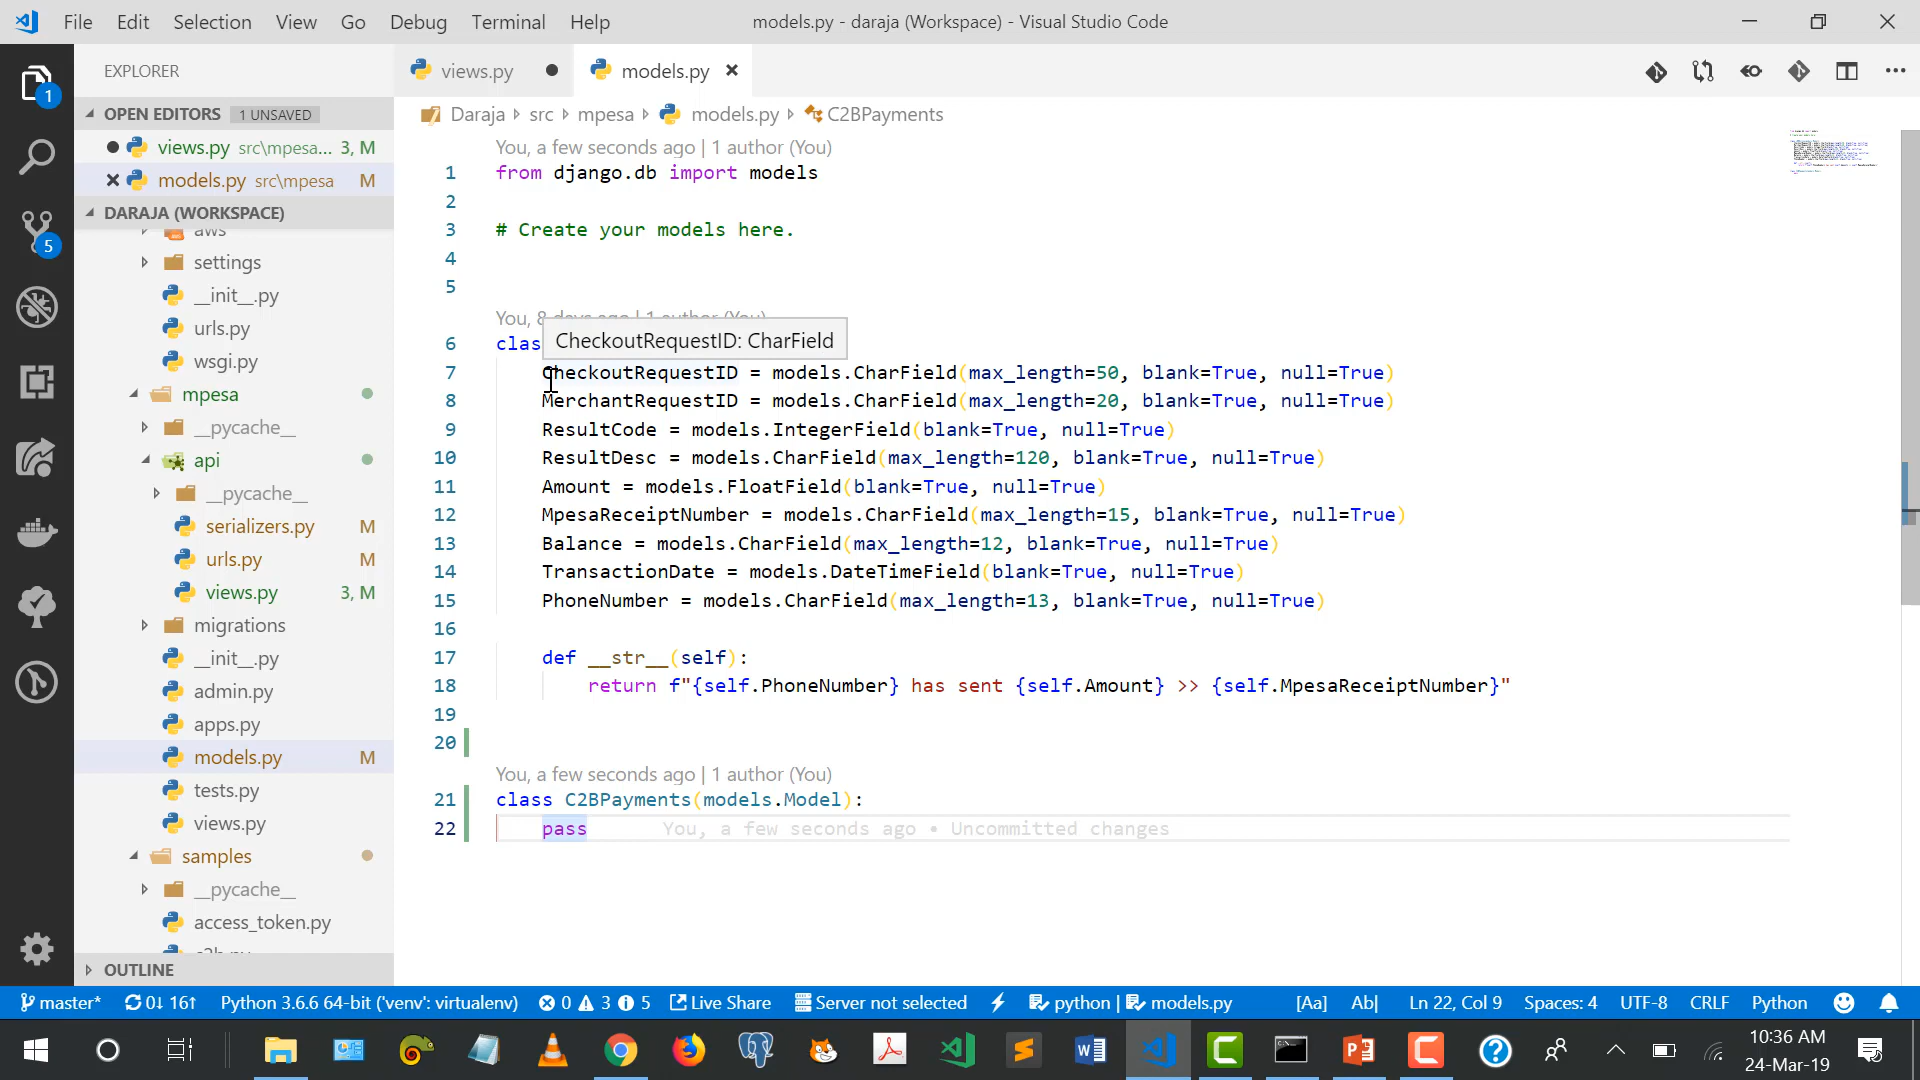 File Edit Selection View Go Debug Terminal Help models.py - daraja (Workspace) - Visual Studio Code
EXPLORER
views.py models.py
1
OPEN EDITORS 1 UNSAVED
views.py src\mpesa... 3, M
models.py src\mpesa M
DARAJA (WORKSPACE)
aws
settings
__init__.py
urls.py
wsgi.py
mpesa
__pycache__
api
__pycache__
serializers.py M
urls.py M
views.py 3, M
migrations
__init__.py
admin.py
apps.py
models.py M
tests.py
views.py
samples
__pycache__
access_token.py
OUTLINE
5
Daraja src mpesa models.py C2BPayments
You, a few seconds ago | 1 author (You)
1 from django.db import models
2
3 # Create your models here.
4
5
You, 8 days ago | 1 author (You)
CheckoutRequestID: CharField
6 clas
7 CheckoutRequestID = models.CharField(max_length=50, blank=True, null=True)
8 MerchantRequestID = models.CharField(max_length=20, blank=True, null=True)
9 ResultCode = models.IntegerField(blank=True, null=True)
10 ResultDesc = models.CharField(max_length=120, blank=True, null=True)
11 Amount = models.FloatField(blank=True, null=True)
12 MpesaReceiptNumber = models.CharField(max_length=15, blank=True, null=True)
13 Balance = models.CharField(max_length=12, blank=True, null=True)
14 TransactionDate = models.DateTimeField(blank=True, null=True)
15 PhoneNumber = models.CharField(max_length=13, blank=True, null=True)
16
17 def __str__(self):
18 return f"{self.PhoneNumber} has sent {self.Amount} >> {self.MpesaReceiptNumber}"
19
20
You, a few seconds ago | 1 author (You)
21 class C2BPayments(models.Model):
22 pass You, a few seconds ago • Uncommitted changes
master* 0↓ 16↑ Python 3.6.6 64-bit ('venv': virtualenv) 0 3 5 Live Share Server not selected python | models.py [Aa] Ab| Ln 22, Col 9 Spaces: 4 UTF-8 CRLF Python
10:36 AM
24-Mar-19